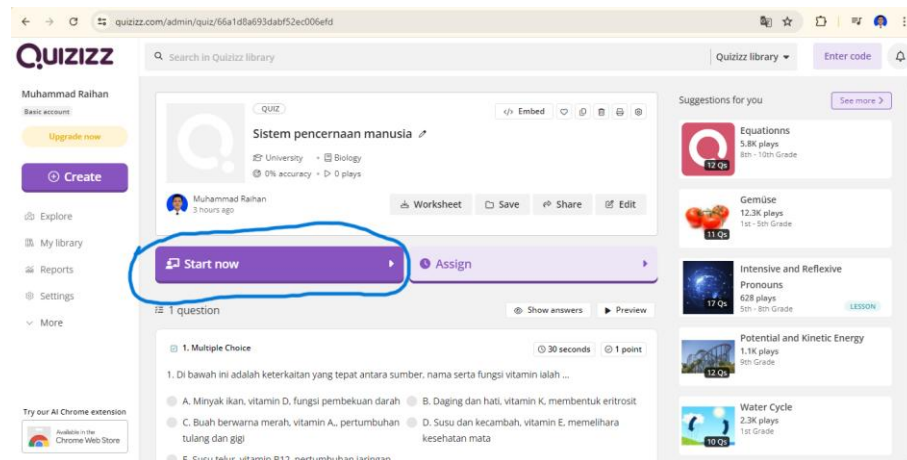 quizizz.com/admin/quiz/66a1d8a693dabf52ec006efd
QUIZIZZ
Search in Quizizz library
Quizizz library
Enter code
Muhammad Raihan
Basic account
Upgrade now
Create
Explore
My library
Reports
Settings
More
Try our AI Chrome extension
Available in the
Chrome Web Store
QUIZ
</> Embed
Sistem pencernaan manusia
University • Biology
0% accuracy • 0 plays
Muhammad Raihan
3 hours ago
Worksheet
Save
Share
Edit
Start now
Assign
1 question
Show answers
Preview
1. Multiple Choice
30 seconds
1 point
1. Di bawah ini adalah keterkaitan yang tepat antara sumber, nama serta fungsi vitamin ialah ...
A. Minyak ikan, vitamin D, fungsi pembekuan darah
B. Daging dan hati, vitamin K, membentuk eritrosit
C. Buah berwarna merah, vitamin A,, pertumbuhan
tulang dan gigi
D. Susu dan kecambah, vitamin E, memelihara
kesehatan mata
E. Susu telur, vitamin B12, pertumbuhan jaringan
Suggestions for you
See more
Equationns
5.8K plays
8th - 10th Grade
12 Qs
Gemüse
12.3K plays
1st - 5th Grade
11 Qs
Intensive and Reflexive
Pronouns
628 plays
5th - 8th Grade
LESSON
17 Qs
Potential and Kinetic Energy
1.1K plays
9th Grade
12 Qs
Water Cycle
2.3K plays
1st Grade
10 Qs